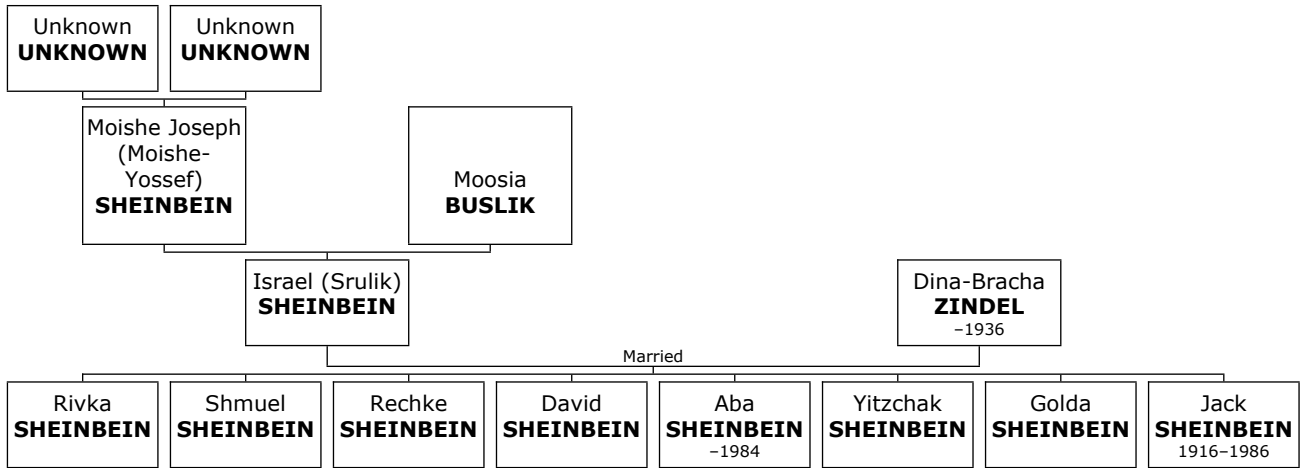 Unknown
UNKNOWN
Unknown
UNKNOWN
Moishe Joseph
(Moishe-
Yossef)
SHEINBEIN
Moosia
BUSLIK
Israel (Srulik)
SHEINBEIN
Dina-Bracha
ZINDEL
–1936
Married
Rivka
SHEINBEIN
Shmuel
SHEINBEIN
Rechke
SHEINBEIN
David
SHEINBEIN
Aba
SHEINBEIN
–1984
Yitzchak
SHEINBEIN
Golda
SHEINBEIN
Jack
SHEINBEIN
1916–1986